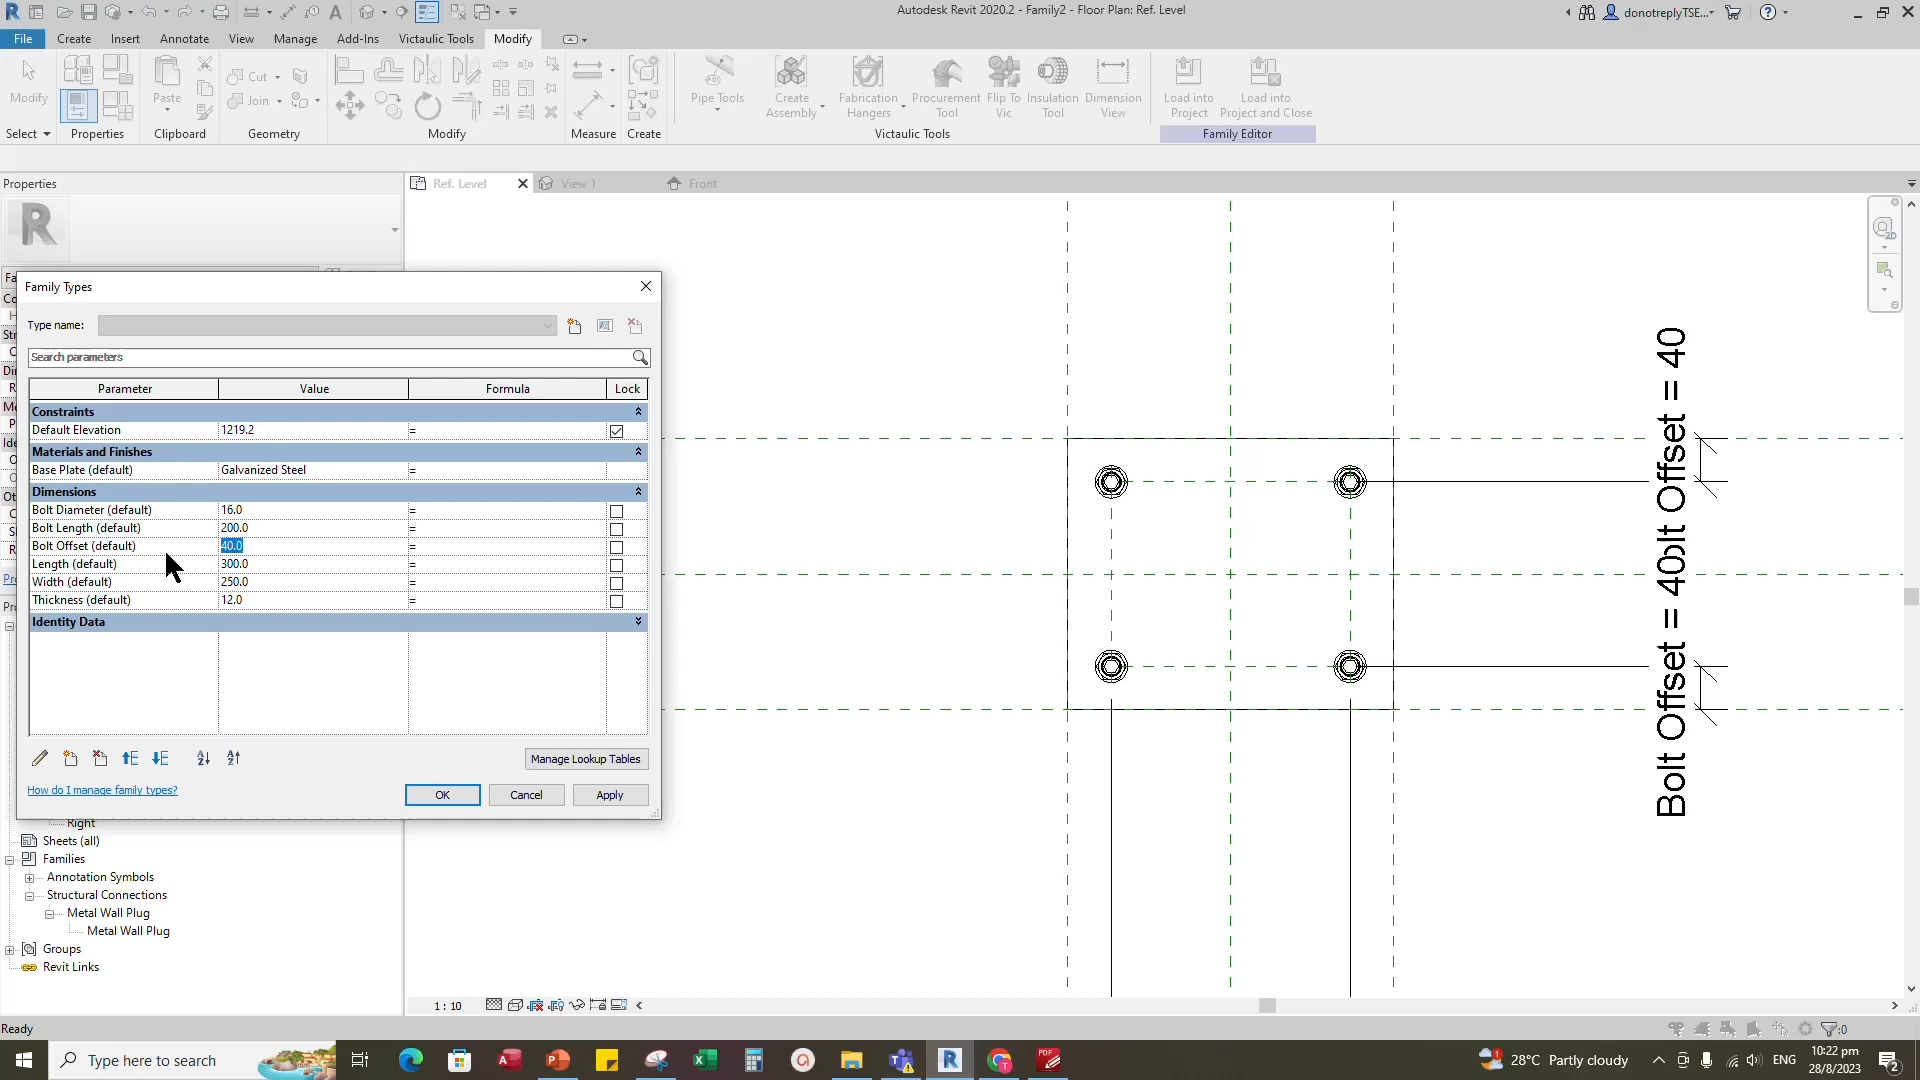 Autodesk Revit 2020.2 - Family2 - Floor Plan: Ref. Level
donotreplyTSE...
File Create Insert Annotate View Manage Add-Ins Victaulic Tools Modify
Cut
Join
Modify
Paste
Pipe Tools
Create
Assembly
Fabrication
Hangers
Procurement
Tool
Flip To
Vic
Insulation
Tool
Dimension
View
Load into
Project
Load into
Project and Close
Select Properties Clipboard Geometry Modify Measure Create Victaulic Tools Family Editor
Properties
Ref. Level View 1 Front
R
2D
Family Types
Type name:
Search parameters
Parameter Value Formula Lock
Constraints
Default Elevation 1219.2 =
Materials and Finishes
Base Plate (default) Galvanized Steel =
Dimensions
Bolt Diameter (default) 16.0 =
Bolt Length (default) 200.0 =
Bolt Offset (default) 40.0 =
Length (default) 300.0 =
Width (default) 250.0 =
Thickness (default) 12.0 =
Identity Data
Manage Lookup Tables
How do I manage family types?
OK Cancel Apply
Bolt Offset = 40
Bolt Offset = 40
Right
Sheets (all)
Families
Annotation Symbols
Structural Connections
Metal Wall Plug
Metal Wall Plug
Groups
Revit Links
1 : 10
Ready
:0
Type here to search
28°C Partly cloudy
ENG
10:22 pm
28/8/2023
2